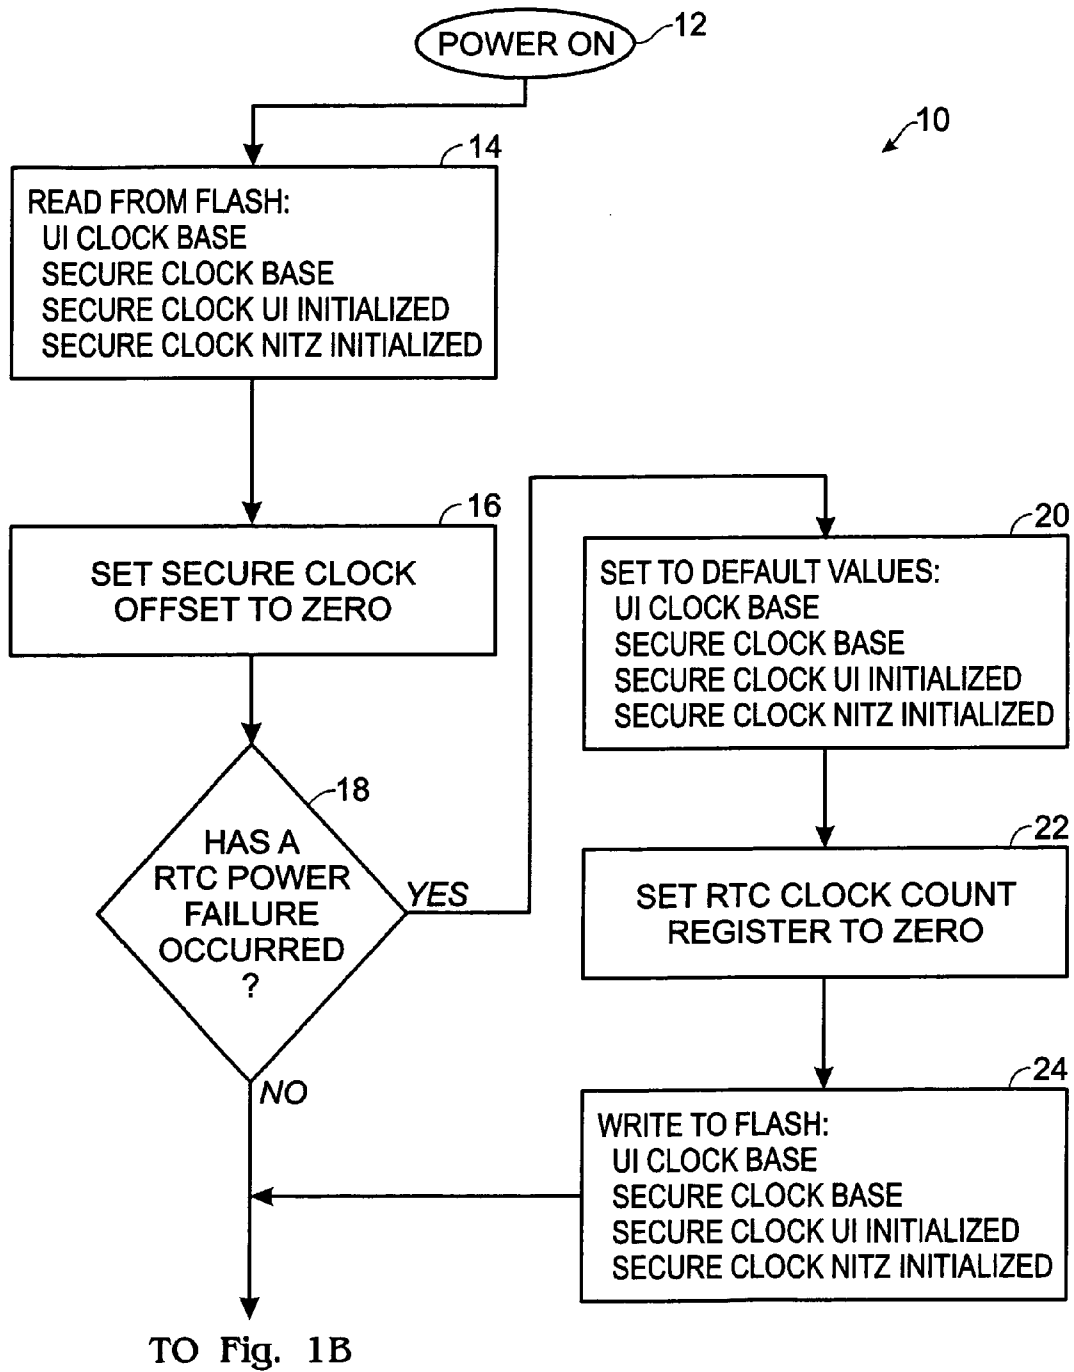 POWER ON
12
10
14
READ FROM FLASH:
UI CLOCK BASE
SECURE CLOCK BASE
SECURE CLOCK UI INITIALIZED
SECURE CLOCK NITZ INITIALIZED
16
SET SECURE CLOCK
OFFSET TO ZERO
18
HAS A
RTC POWER
FAILURE
OCCURRED
?
YES
NO
20
SET TO DEFAULT VALUES:
UI CLOCK BASE
SECURE CLOCK BASE
SECURE CLOCK UI INITIALIZED
SECURE CLOCK NITZ INITIALIZED
22
SET RTC CLOCK COUNT
REGISTER TO ZERO
24
WRITE TO FLASH:
UI CLOCK BASE
SECURE CLOCK BASE
SECURE CLOCK UI INITIALIZED
SECURE CLOCK NITZ INITIALIZED
TO Fig. 1B